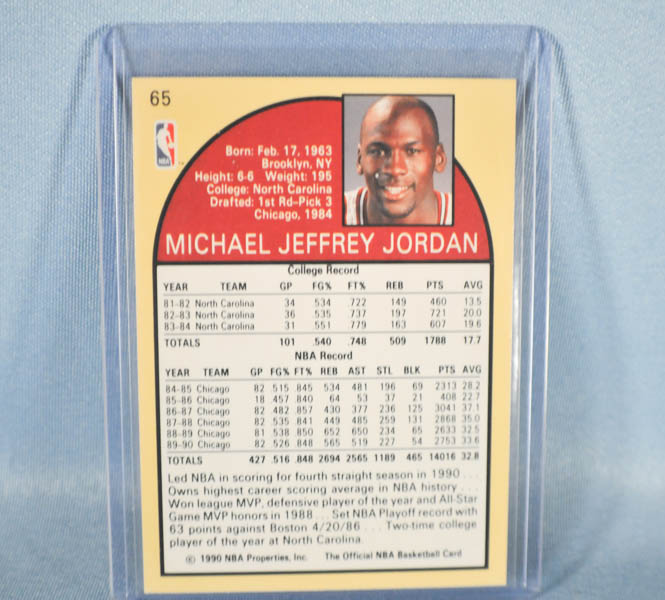 65
NBA
Born: Feb. 17, 1963
Brooklyn, NY
Height: 6-6 Weight: 195
College: North Carolina
Drafted: 1st Rd-Pick 3
Chicago, 1984
MICHAEL JEFFREY JORDAN
College Record
YEAR TEAM GP FG% FT% REB PTS AVG
81-82 North Carolina 34 .534 .722 149 460 13.5
82-83 North Carolina 36 .535 .737 197 721 20.0
83-84 North Carolina 31 .551 .779 163 607 19.6
TOTALS 101 .540 .748 509 1788 17.7
NBA Record
YEAR TEAM GP FG% FT% REB AST STL BLK PTS AVG
84-85 Chicago 82 .515 .845 534 481 196 69 2313 28.2
85-86 Chicago 18 .457 .840 64 53 37 21 408 22.7
86-87 Chicago 82 .482 .857 430 377 236 125 3041 37.1
87-88 Chicago 82 .535 .841 449 485 259 131 2868 35.0
88-89 Chicago 81 .538 .850 652 650 234 65 2633 32.5
89-90 Chicago 82 .526 .848 565 519 227 54 2753 33.6
TOTALS 427 .516 .848 2694 2565 1189 465 14016 32.8
Led NBA in scoring for fourth straight season in 1990 . . .
Owns highest career scoring average in NBA history . . .
Won league MVP, defensive player of the year and All-Star
Game MVP honors in 1988 . . . Set NBA Playoff record with
63 points against Boston 4/20/86 . . . Two-time college
player of the year at North Carolina.
© 1990 NBA Properties, Inc. The Official NBA Basketball Card